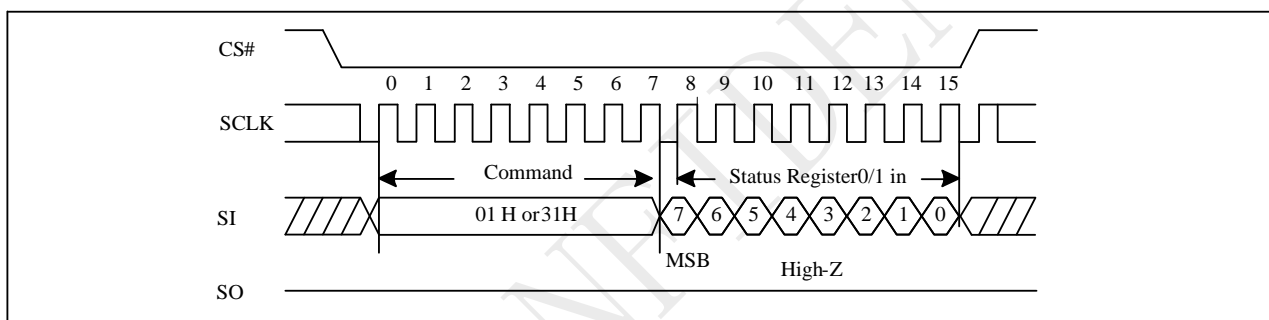 CS#
0 1 2 3 4 5 6 7 8 9 10 11 12 13 14 15
SCLK
Command Status Register0/1 in
SI 01 H or31H 7 6 5 4 3 2 1 0
MSB High-Z
SO